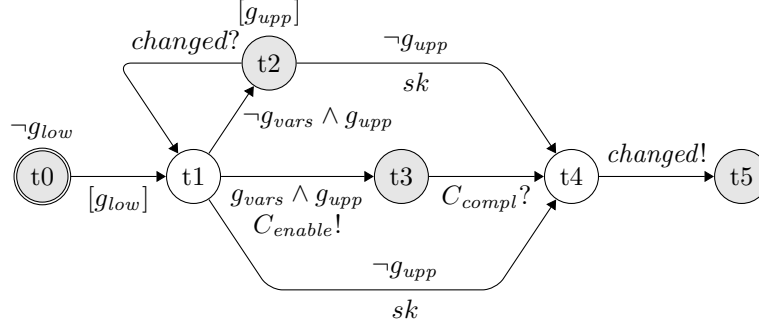 [g_upp]
changed?
t2
¬g_upp
sk
¬g_vars ∧ g_upp
¬g_low
t0
[g_low]
t1
g_vars ∧ g_upp
C_enable!
t3
C_compl?
t4
changed!
t5
¬g_upp
sk